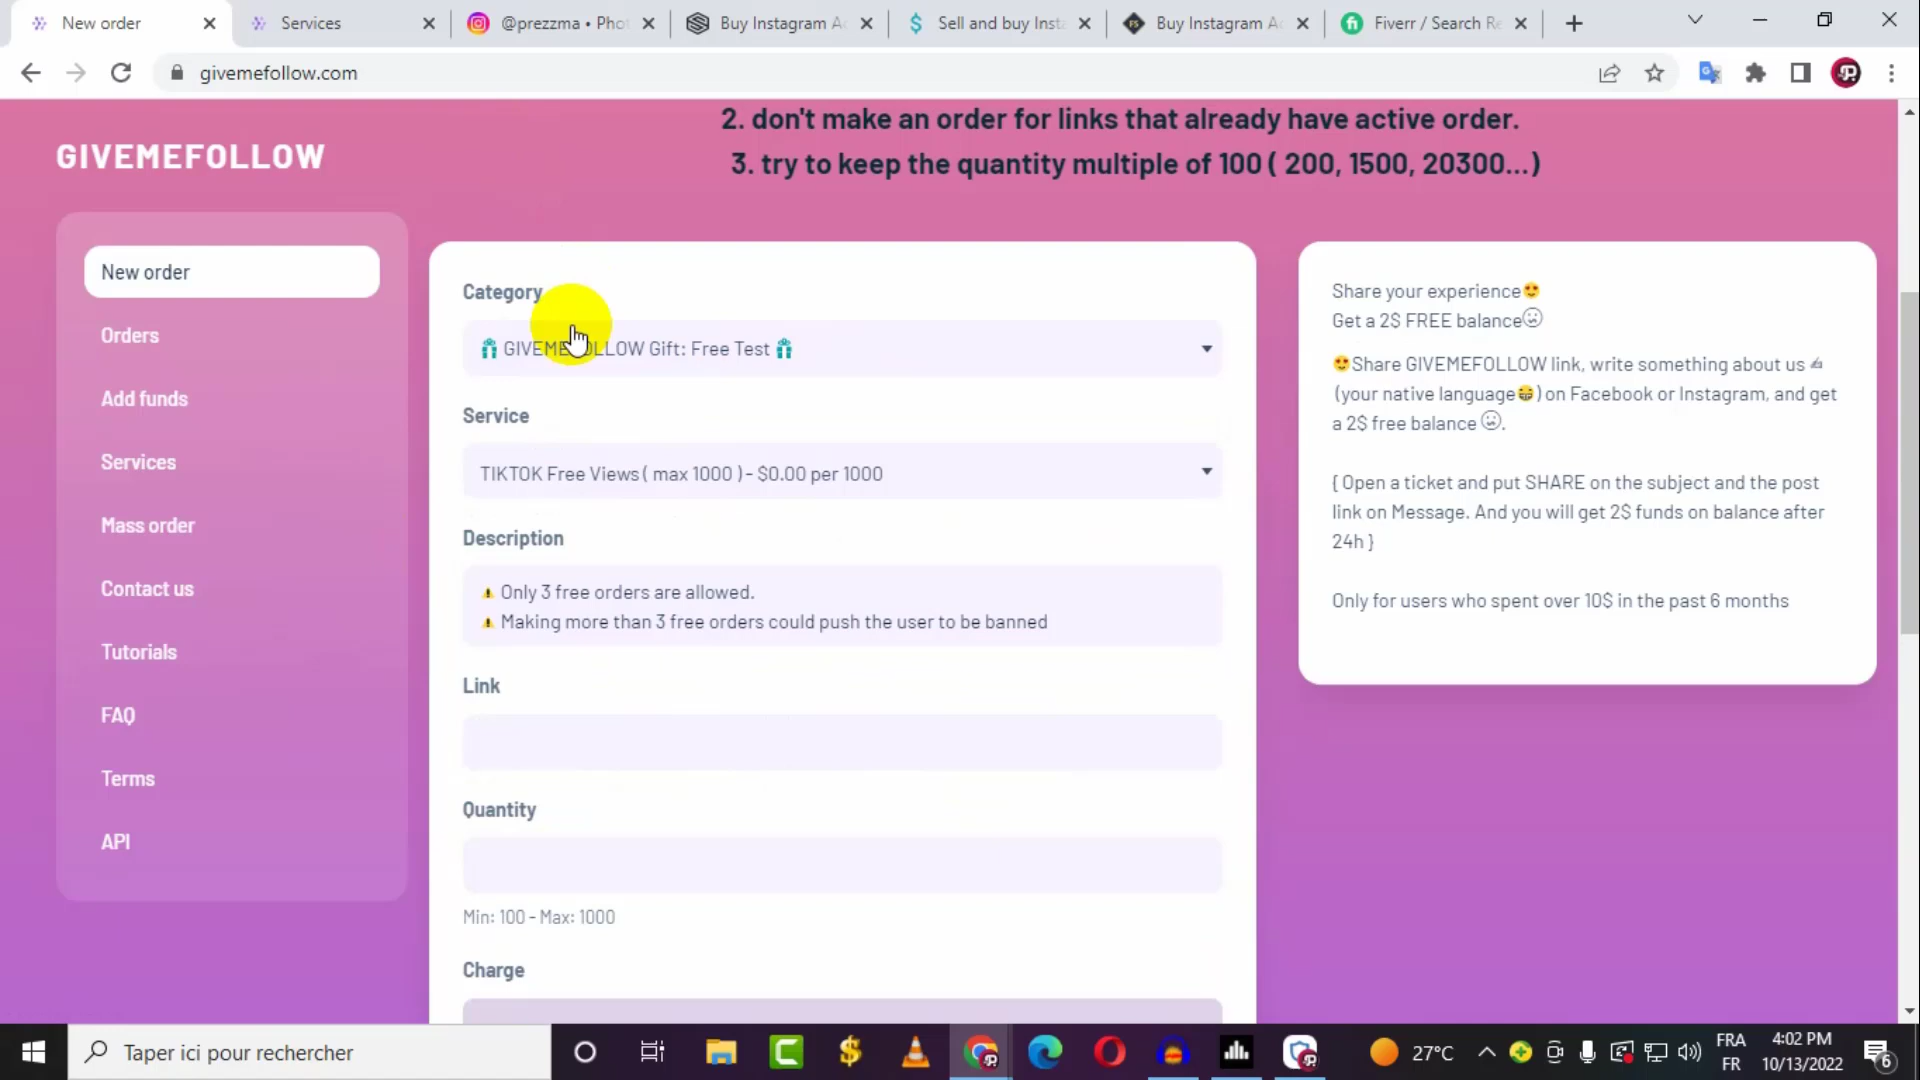 New order
Services
@prezzma • Phot
Buy Instagram Ac
Sell and buy Insta
Buy Instagram Ac
Fiverr / Search Re
givemefollow.com
2. don't make an order for links that already have active order.
3. try to keep the quantity multiple of 100 ( 200, 1500, 20300...)
GIVEMEFOLLOW
New order
Orders
Add funds
Services
Mass order
Contact us
Tutorials
FAQ
Terms
API
Category
GIVEMEFOLLOW Gift: Free Test
Service
TIKTOK Free Views ( max 1000 ) - $0.00 per 1000
Description
⚠ Only 3 free orders are allowed.
⚠ Making more than 3 free orders could push the user to be banned
Link
Quantity
Min: 100 - Max: 1000
Charge
Share your experience😍
Get a 2$ FREE balance
😍Share GIVEMEFOLLOW link, write something about us ✍
(your native language😄) on Facebook or Instagram, and get
a 2$ free balance .
{ Open a ticket and put SHARE on the subject and the post
link on Message. And you will get 2$ funds on balance after
24h }
Only for users who spent over 10$ in the past 6 months
Taper ici pour rechercher
27°C
FRA
FR
4:02 PM
10/13/2022
6